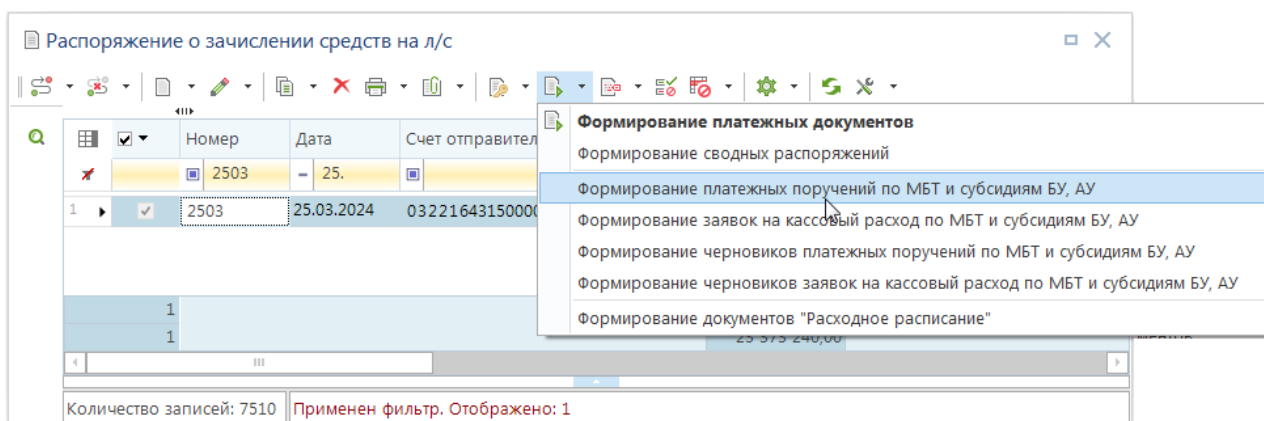 Распоряжение о зачислении средств на л/с
Номер Дата Счет отправител
2503 25.
1 2503 25.03.2024 03221643150000
Формирование платежных документов
Формирование сводных распоряжений
Формирование платежных поручений по МБТ и субсидиям БУ, АУ
Формирование заявок на кассовый расход по МБТ и субсидиям БУ, АУ
Формирование черновиков платежных поручений по МБТ и субсидиям БУ, АУ
Формирование черновиков заявок на кассовый расход по МБТ и субсидиям БУ, АУ
Формирование документов "Расходное расписание"
1
1
Количество записей: 7510 Применен фильтр. Отображено: 1